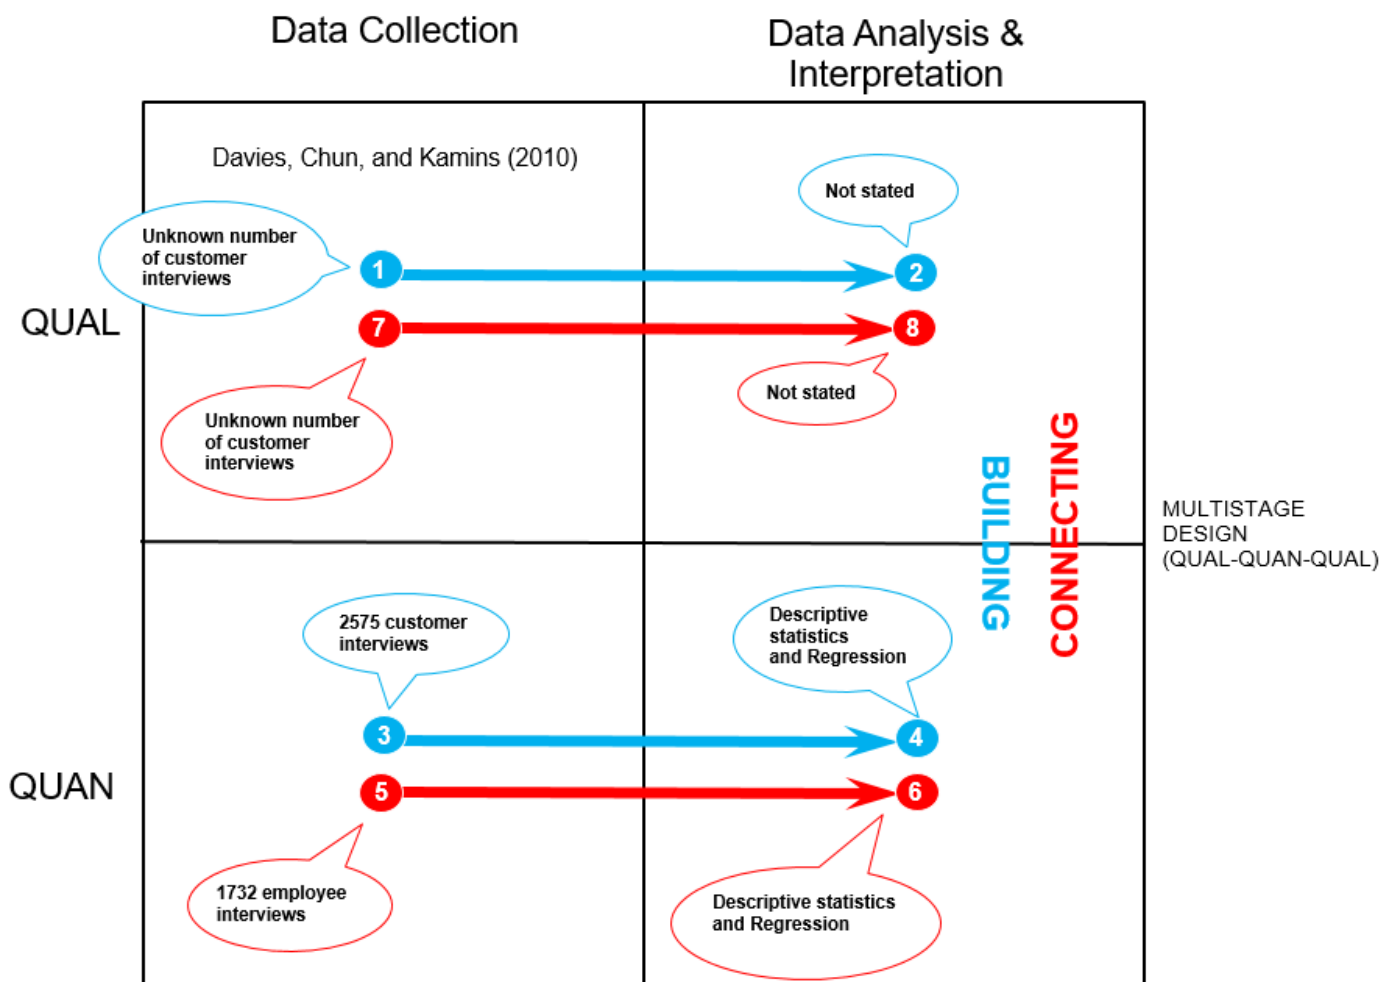 Data Collection
Data Analysis &
Interpretation
Davies, Chun, and Kamins (2010)
Not stated
Unknown number
of customer
interviews
1
2
QUAL
7
8
Not stated
Unknown number
of customer
interviews
BUILDING
CONNECTING
MULTISTAGE
DESIGN
(QUAL-QUAN-QUAL)
2575 customer
interviews
Descriptive
statistics
and Regression
3
4
QUAN
5
6
1732 employee
interviews
Descriptive statistics
and Regression